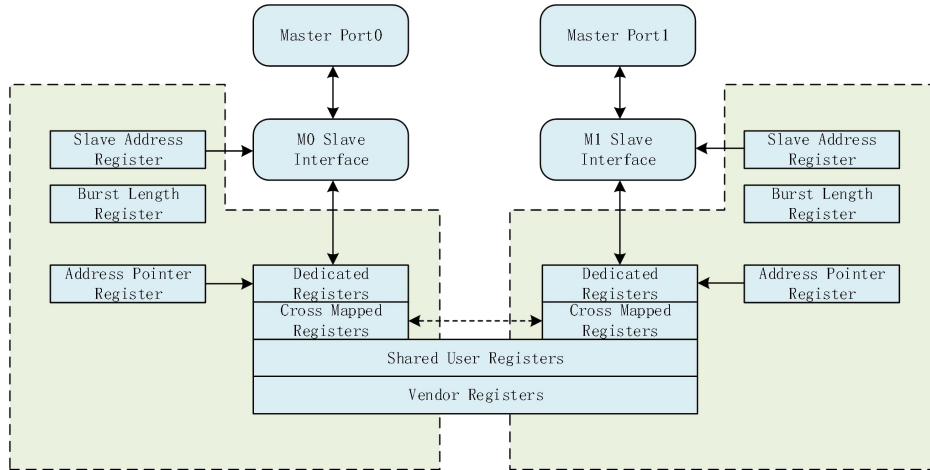 Master Port0
Master Port1
Slave Address
Register
M0 Slave
Interface
M1 Slave
Interface
Slave Address
Register
Burst Length
Register
Burst Length
Register
Address Pointer
Register
Dedicated
Registers
Dedicated
Registers
Address Pointer
Register
Cross Mapped
Registers
Cross Mapped
Registers
Shared User Registers
Vendor Registers